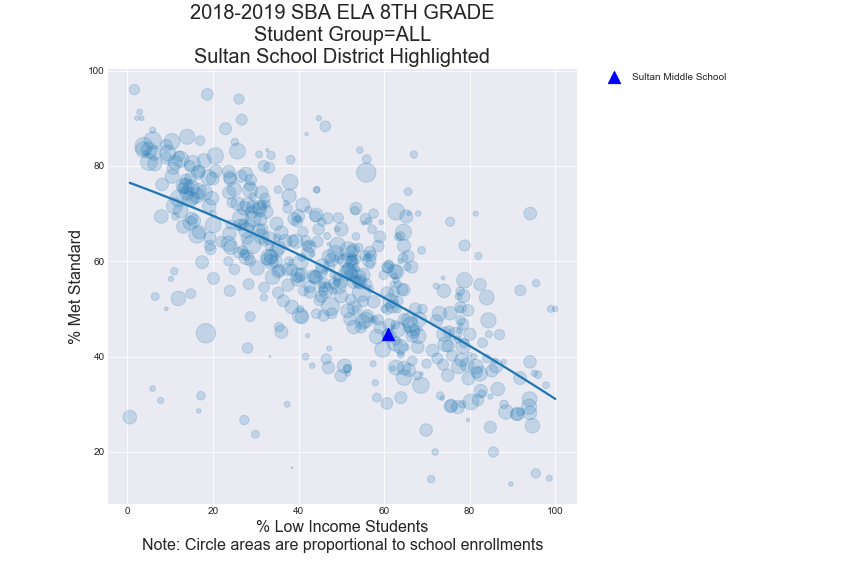 2018-2019 SBA ELA 8TH GRADE
Student Group=ALL
Sultan School District Highlighted
Sultan Middle School
% Met Standard
100
80
60
40
20
0 20 40 60 80 100
% Low Income Students
Note: Circle areas are proportional to school enrollments